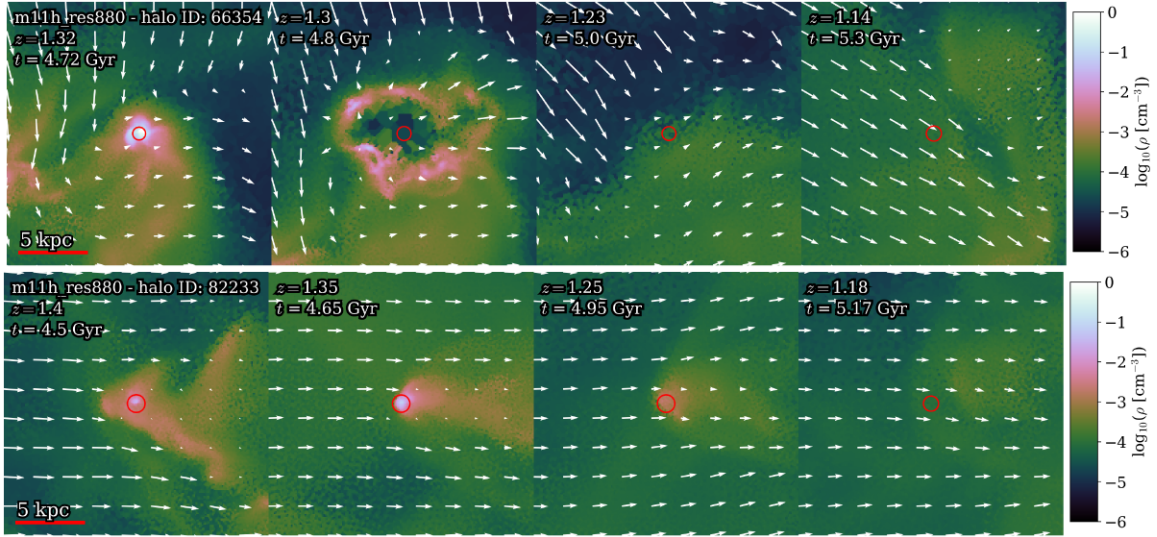 m11h_res880 - halo ID: 66354
z = 1.32
t = 4.72 Gyr
5 kpc
z = 1.3
t = 4.8 Gyr
z = 1.23
t = 5.0 Gyr
z = 1.14
t = 5.3 Gyr
0
−1
−2
−3
−4
−5
−6
log₁₀(ρ [cm⁻³])
m11h_res880 - halo ID: 82233
z = 1.4
t = 4.5 Gyr
5 kpc
z = 1.35
t = 4.65 Gyr
z = 1.25
t = 4.95 Gyr
z = 1.18
t = 5.17 Gyr
0
−1
−2
−3
−4
−5
−6
log₁₀(ρ [cm⁻³])